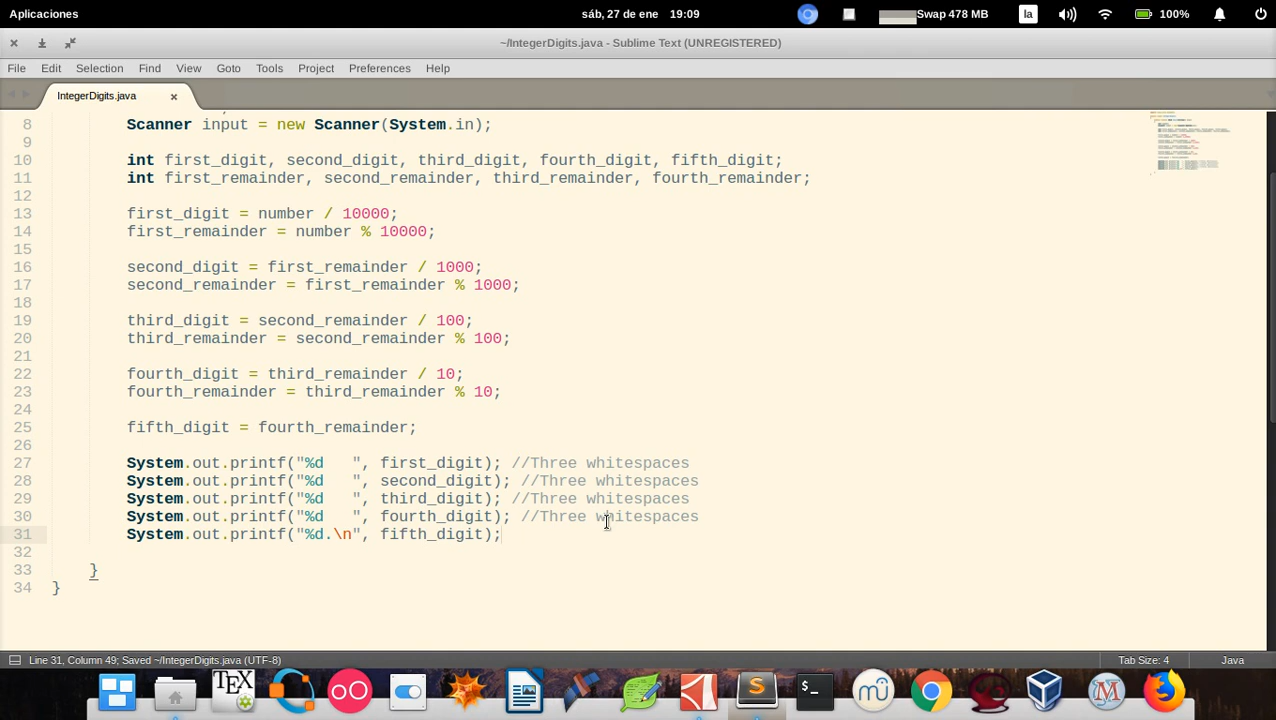 Aplicaciones sáb, 27 de ene 19:09 Swap 478 MB la 100%
~/IntegerDigits.java - Sublime Text (UNREGISTERED)
File Edit Selection Find View Goto Tools Project Preferences Help
IntegerDigits.java
8 Scanner input = new Scanner(System.in);
9
10 int first_digit, second_digit, third_digit, fourth_digit, fifth_digit;
11 int first_remainder, second_remainder, third_remainder, fourth_remainder;
12
13 first_digit = number / 10000;
14 first_remainder = number % 10000;
15
16 second_digit = first_remainder / 1000;
17 second_remainder = first_remainder % 1000;
18
19 third_digit = second_remainder / 100;
20 third_remainder = second_remainder % 100;
21
22 fourth_digit = third_remainder / 10;
23 fourth_remainder = third_remainder % 10;
24
25 fifth_digit = fourth_remainder;
26
27 System.out.printf("%d   ", first_digit); //Three whitespaces
28 System.out.printf("%d   ", second_digit); //Three whitespaces
29 System.out.printf("%d   ", third_digit); //Three whitespaces
30 System.out.printf("%d   ", fourth_digit); //Three whitespaces
31 System.out.printf("%d.\n", fifth_digit);
32
33 }
34 }
Line 31, Column 49; Saved ~/IntegerDigits.java (UTF-8) Tab Size: 4 Java
TEX S >_ mu M